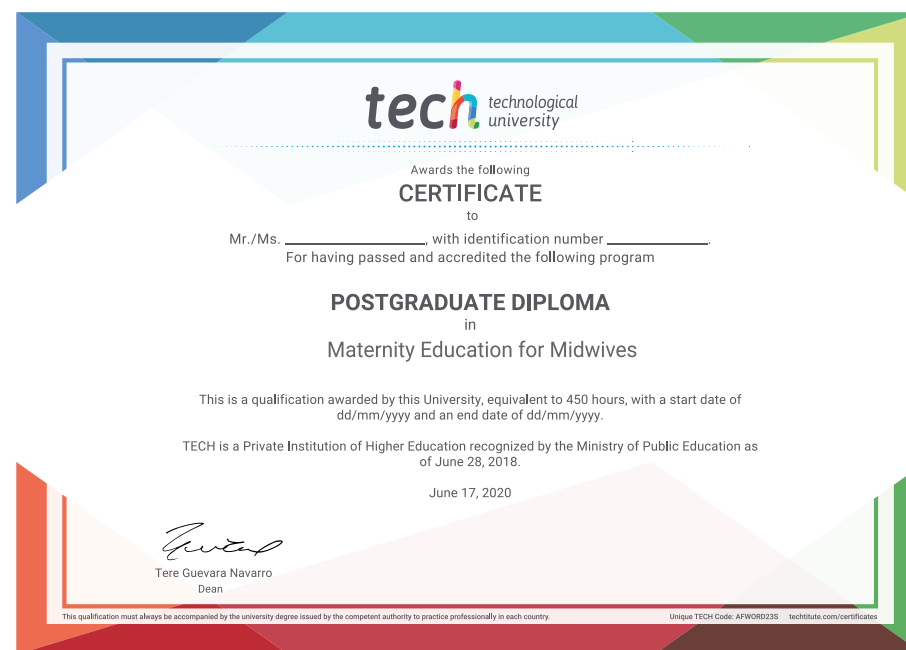 tech technological
university
Awards the following
CERTIFICATE
to
Mr./Ms. ____________, with identification number ____________.
For having passed and accredited the following program
POSTGRADUATE DIPLOMA
in
Maternity Education for Midwives
This is a qualification awarded by this University, equivalent to 450 hours, with a start date of
dd/mm/yyyy and an end date of dd/mm/yyyy.
TECH is a Private Institution of Higher Education recognized by the Ministry of Public Education as
of June 28, 2018.
June 17, 2020
Tere Guevara Navarro
Dean
This qualification must always be accompanied by the university degree issued by the competent authority to practice professionally in each country.
Unique TECH Code: AFWORD23S techtitute.com/certificates